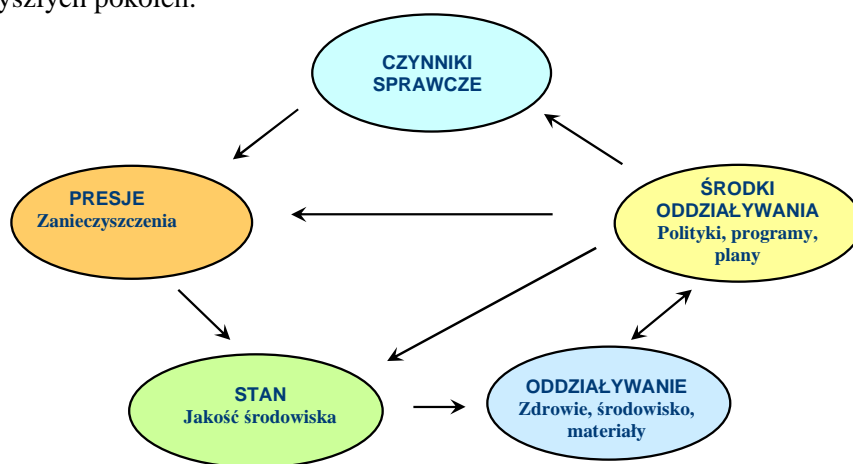 CZYNNIKI
SPRAWCZE
PRESJE
Zanieczyszczenia
ŚRODKI
ODDZIAŁYWANIA
Polityki, programy,
plany
STAN
Jakość środowiska
ODDZIAŁYWANIE
Zdrowie, środowisko,
materiały